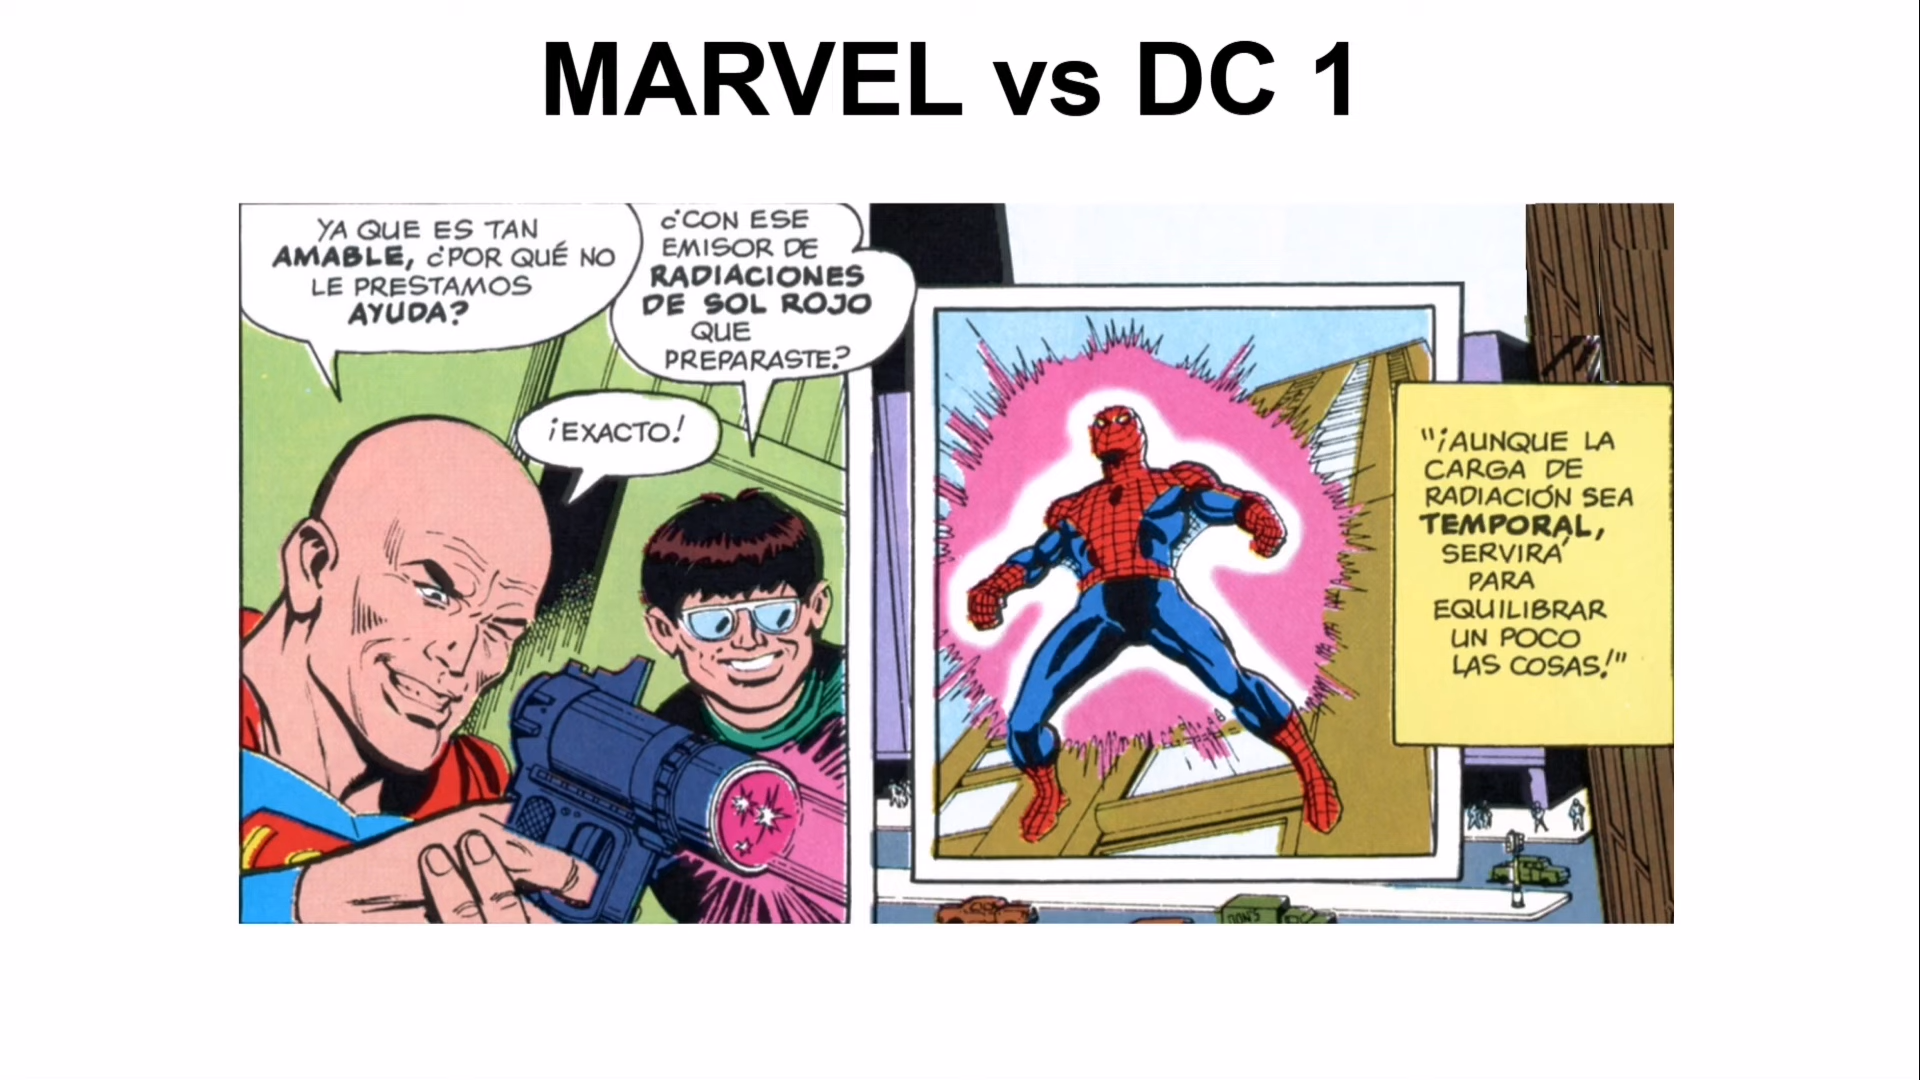 MARVEL vs DC 1
YA QUE ES TAN
AMABLE, ¿POR QUÉ NO
LE PRESTAMOS
AYUDA?
¿CON ESE
EMISOR DE
RADIACIONES
DE SOL ROJO
QUE
PREPARASTE?
¡EXACTO!
"¡AUNQUE LA
CARGA DE
RADIACIÓN SEA
TEMPORAL,
SERVIRÁ
PARA
EQUILIBRAR
UN POCO
LAS COSAS!"